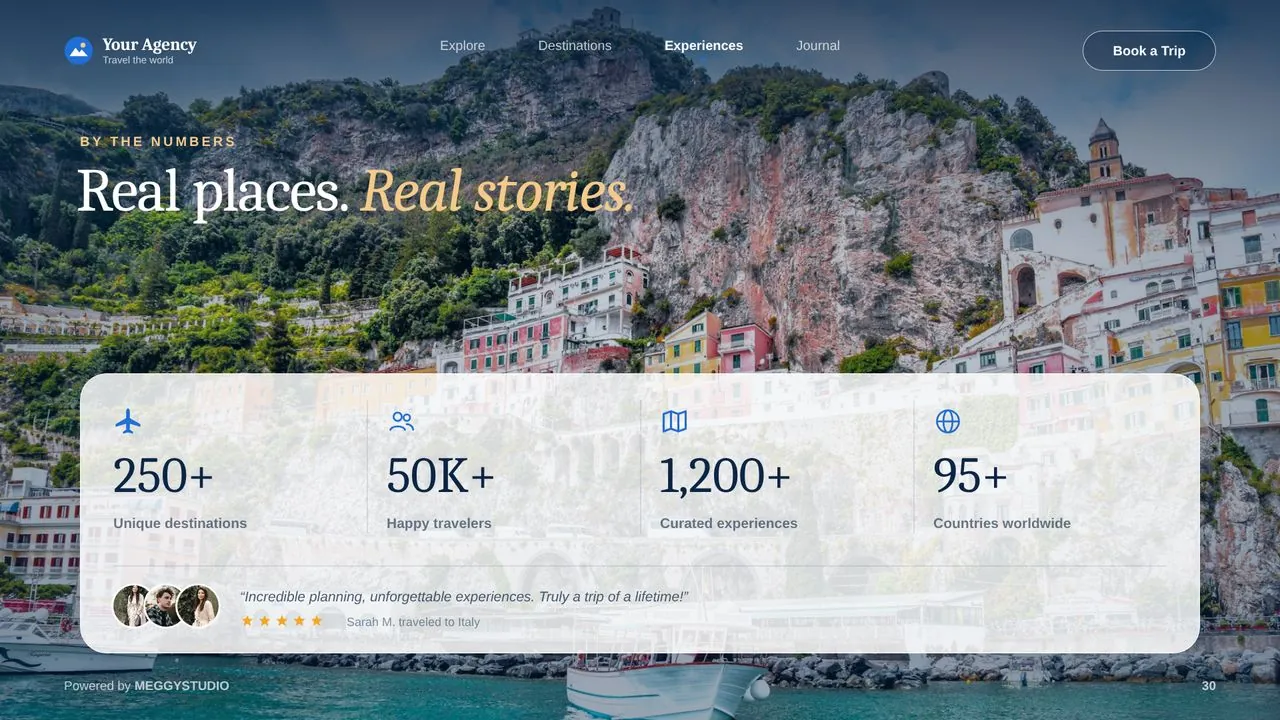 Your Agency
Travel the world
Explore Destinations Experiences Journal
Book a Trip
BY THE NUMBERS
Real places. Real stories.
250+
Unique destinations
50K+
Happy travelers
1,200+
Curated experiences
95+
Countries worldwide
“Incredible planning, unforgettable experiences. Truly a trip of a lifetime!”
Sarah M. traveled to Italy
Powered by MEGGYSTUDIO
30